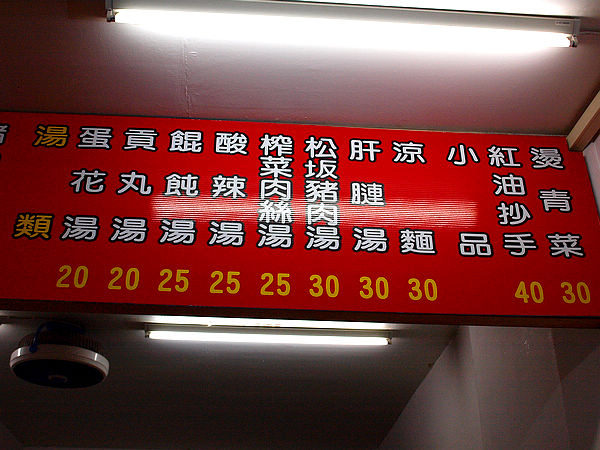 湯類
蛋花湯 20
貢丸湯 20
餛飩湯 25
酸辣湯 25
榨菜肉絲湯 25
松坂豬肉湯 30
肝 湯 30
涼麵 30
小品
紅油抄手 40
燙青菜 30